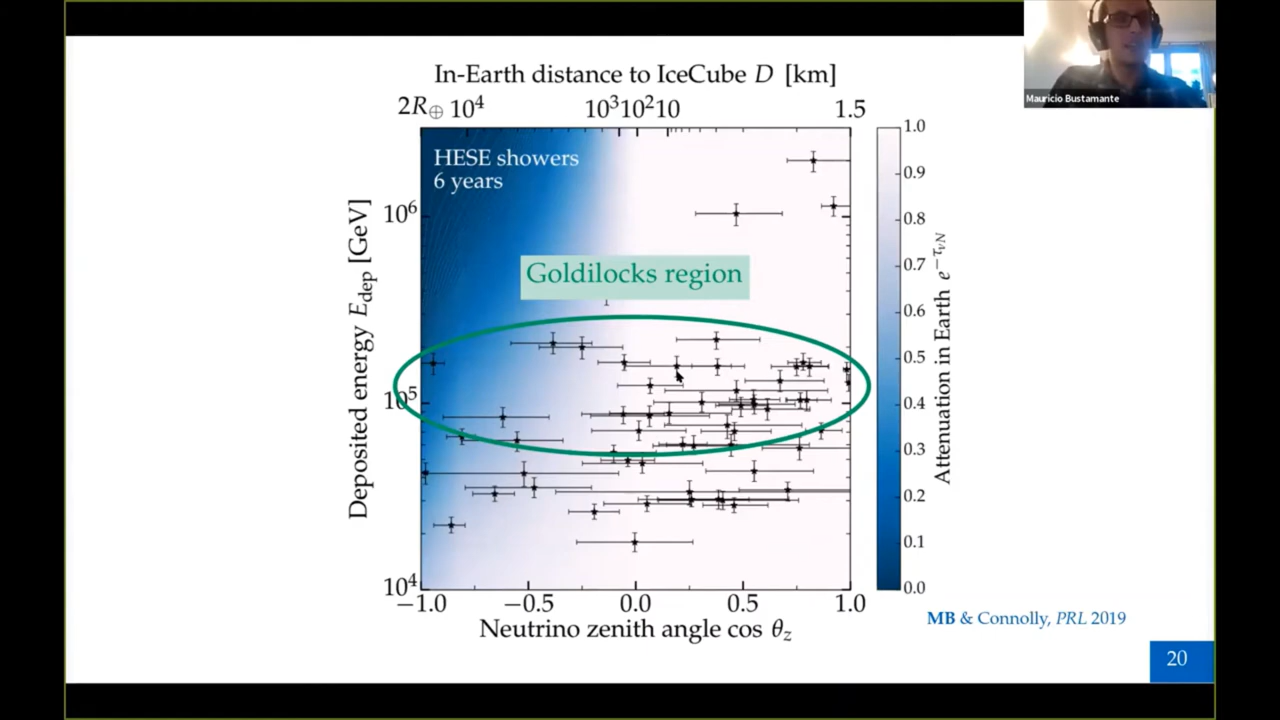 In-Earth distance to IceCube D [km]
2R⊕ 10⁴ 10³ 10² 10 1.5
Mauricio Bustamante
HESE showers
6 years
Goldilocks region
Deposited energy E_dep [GeV]
10⁶
10⁵
10⁴
−1.0 −0.5 0.0 0.5 1.0
Neutrino zenith angle cos θ_z
1.0
0.9
0.8
0.7
0.6
0.5
0.4
0.3
0.2
0.1
0.0
Attenuation in Earth e^−τ_νN
MB & Connolly, PRL 2019
20